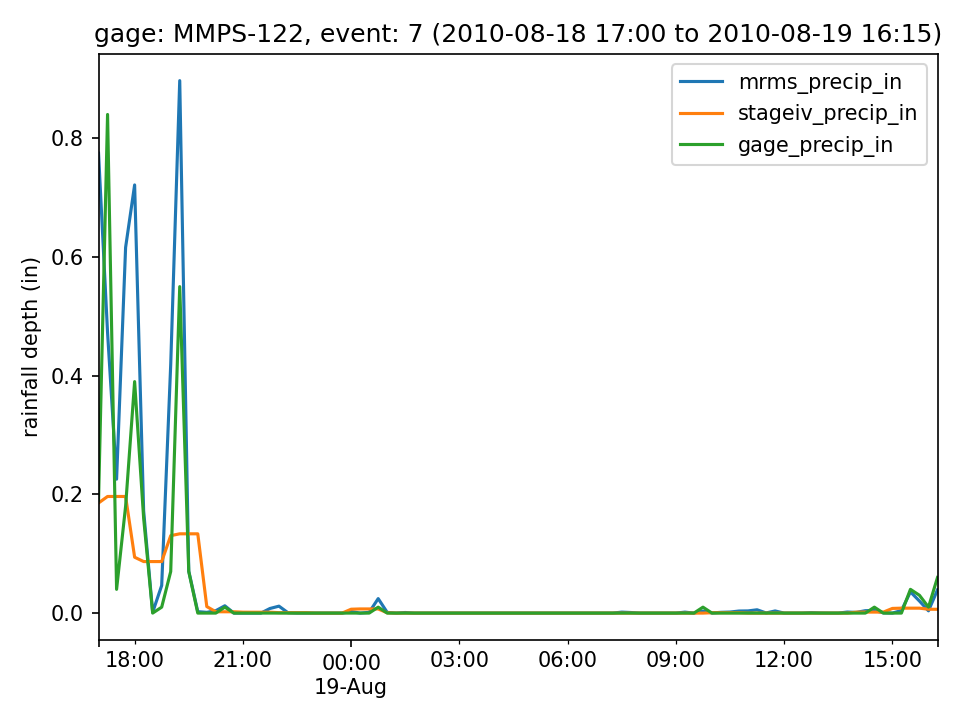 gage: MMPS-122, event: 7 (2010-08-18 17:00 to 2010-08-19 16:15)
mrms_precip_in
stageiv_precip_in
gage_precip_in
rainfall depth (in)
0.8
0.6
0.4
0.2
0.0
18:00 21:00 00:00 03:00 06:00 09:00 12:00 15:00
19-Aug